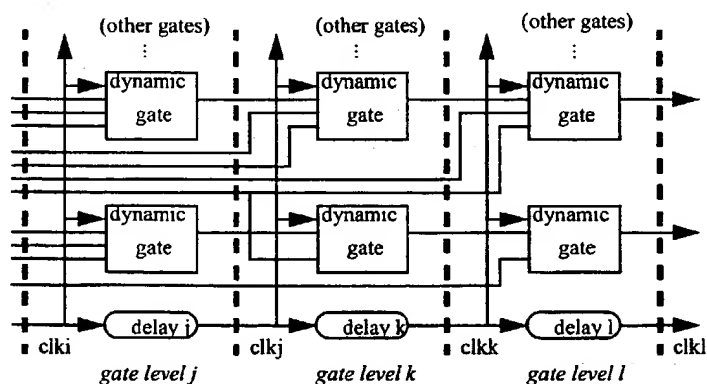 (other gates) (other gates) (other gates)
dynamic dynamic dynamic
gate gate gate
dynamic dynamic dynamic
gate gate gate
delay j delay k delay l
clki clkj clkk clkl
gate level j gate level k gate level l